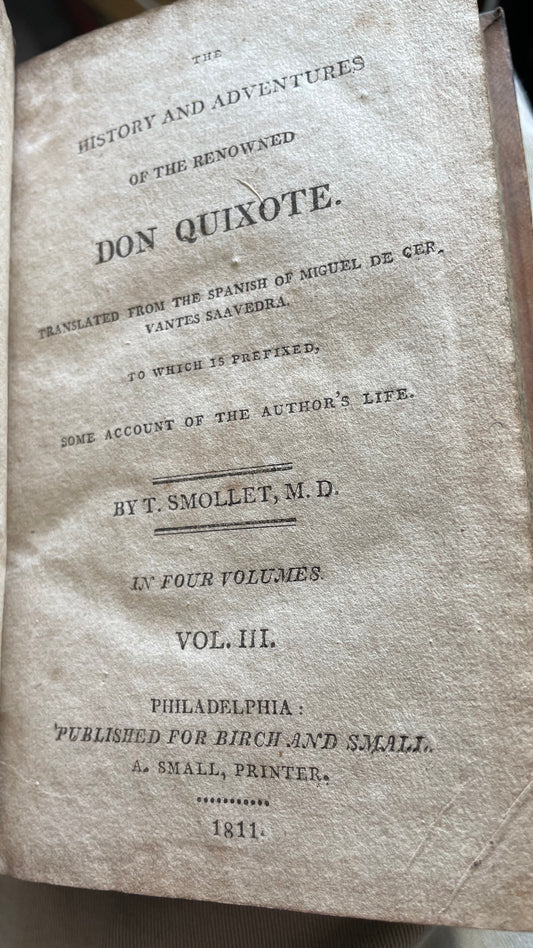 THE
HISTORY AND ADVENTURES
OF THE RENOWNED
DON QUIXOTE.
TRANSLATED FROM THE SPANISH OF MIGUEL DE CER-
VANTES SAAVEDRA.
TO WHICH IS PREFIXED,
SOME ACCOUNT OF THE AUTHOR'S LIFE.
BY T. SMOLLET, M. D.
IN FOUR VOLUMES.
VOL. III.
PHILADELPHIA:
PUBLISHED FOR BIRCH AND SMALL.
A. SMALL, PRINTER.
1811.